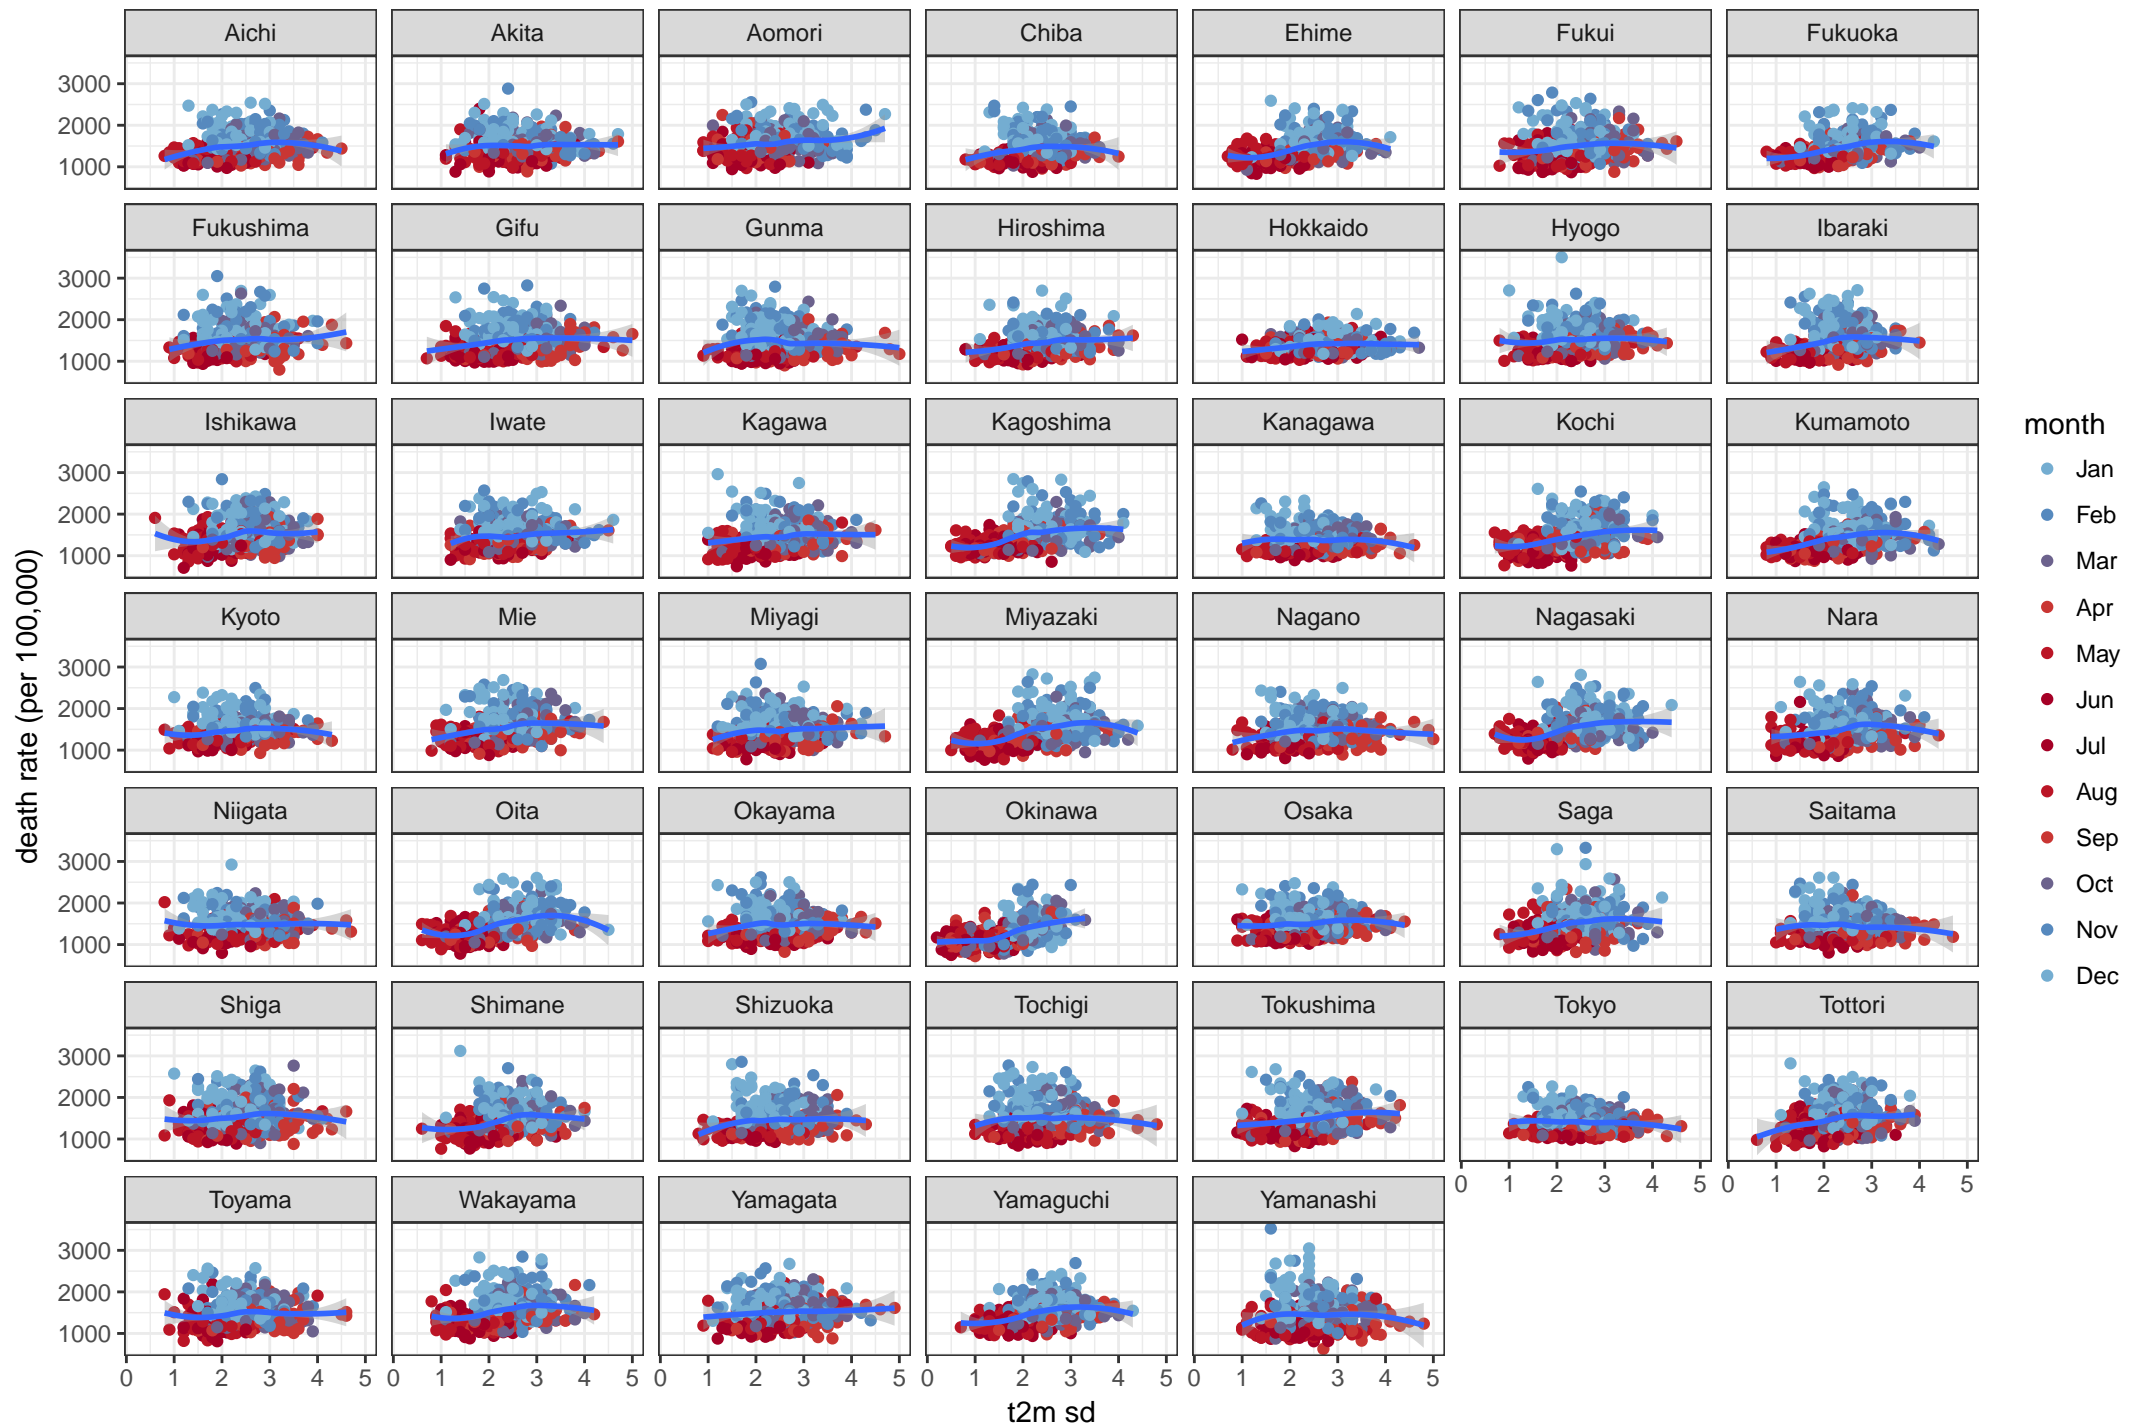 Aichi Akita Aomori Chiba Ehime Fukui Fukuoka
3000
2000
1000
Fukushima Gifu Gunma Hiroshima Hokkaido Hyogo Ibaraki
3000
2000
1000
Ishikawa Iwate Kagawa Kagoshima Kanagawa Kochi Kumamoto
3000
2000
1000
Kyoto Mie Miyagi Miyazaki Nagano Nagasaki Nara
3000
2000
1000
Niigata Oita Okayama Okinawa Osaka Saga Saitama
3000
2000
1000
Shiga Shimane Shizuoka Tochigi Tokushima Tokyo Tottori
3000
2000
1000
0 1 2 3 4 5 0 1 2 3 4 5
Toyama Wakayama Yamagata Yamaguchi Yamanashi
3000
2000
1000
0 1 2 3 4 5 0 1 2 3 4 5 0 1 2 3 4 5 0 1 2 3 4 5 0 1 2 3 4 5
t2m sd
death rate (per 100,000)
month
Jan
Feb
Mar
Apr
May
Jun
Jul
Aug
Sep
Oct
Nov
Dec